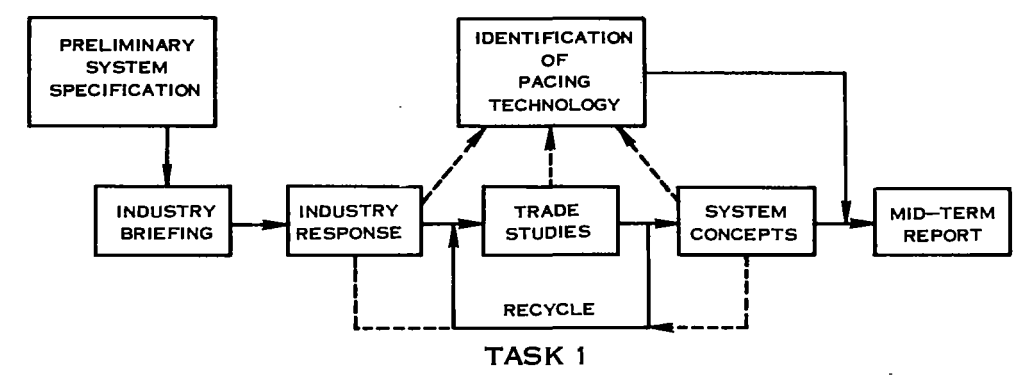 PRELIMINARY
SYSTEM
SPECIFICATION
IDENTIFICATION
OF
PACING
TECHNOLOGY
INDUSTRY
BRIEFING
INDUSTRY
RESPONSE
TRADE
STUDIES
SYSTEM
CONCEPTS
MID-TERM
REPORT
RECYCLE
TASK 1